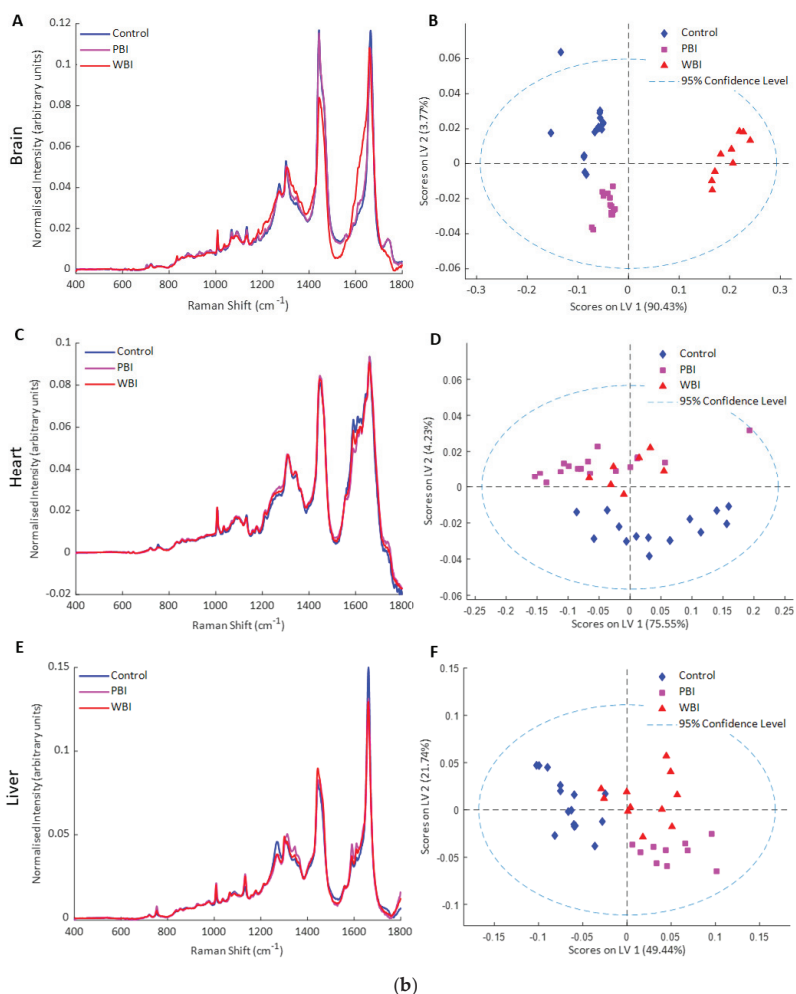 A
Brain
Normalised Intensity (arbitrary units)
0.12
0.1
0.08
0.06
0.04
0.02
0
Control
PBI
WBI
400 600 800 1000 1200 1400 1600 1800
Raman Shift (cm-1)
B
Scores on LV 2 (3.77%)
0.06
0.04
0.02
0
-0.02
-0.04
-0.06
Control
PBI
WBI
95% Confidence Level
-0.3 -0.2 -0.1 0 0.1 0.2 0.3
Scores on LV 1 (90.43%)
C
Heart
Normalised Intensity (arbitrary units)
0.1
0.08
0.06
0.04
0.02
0
-0.02
Control
PBI
WBI
400 600 800 1000 1200 1400 1600 1800
Raman Shift (cm-1)
D
Scores on LV 2 (4.23%)
0.06
0.04
0.02
0
-0.02
-0.04
-0.06
Control
PBI
WBI
95% Confidence Level
-0.25 -0.2 -0.15 -0.1 -0.05 0 0.05 0.1 0.15 0.2 0.25
Scores on LV 1 (75.55%)
E
Liver
Normalised Intensity (arbitrary units)
0.15
0.1
0.05
0
Control
PBI
WBI
400 600 800 1000 1200 1400 1600 1800
Raman Shift (cm-1)
F
Scores on LV 2 (21.74%)
0.15
0.1
0.05
0
-0.05
-0.1
Control
PBI
WBI
95% Confidence Level
-0.15 -0.1 -0.05 0 0.05 0.1 0.15
Scores on LV 1 (49.44%)
(b)